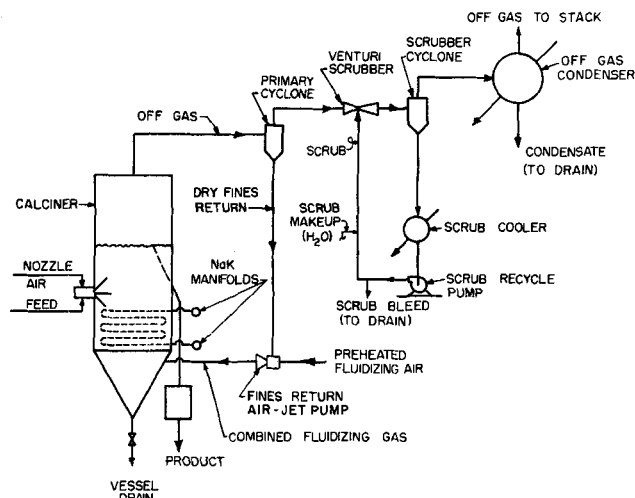 OFF GAS TO STACK
SCRUBBER
CYCLONE
VENTURI
SCRUBBER
OFF GAS
CONDENSER
PRIMARY
CYCLONE
OFF GAS
SCRUB
CONDENSATE
(TO DRAIN)
DRY FINES
RETURN
CALCINER
SCRUB
MAKEUP
(H2O)
SCRUB COOLER
NOZZLE
AIR
FEED
NaK
MANIFOLDS
SCRUB RECYCLE
PUMP
SCRUB BLEED
(TO DRAIN)
PREHEATED
FLUIDIZING AIR
FINES RETURN
AIR-JET PUMP
COMBINED FLUIDIZING GAS
PRODUCT
VESSEL
DRAIN